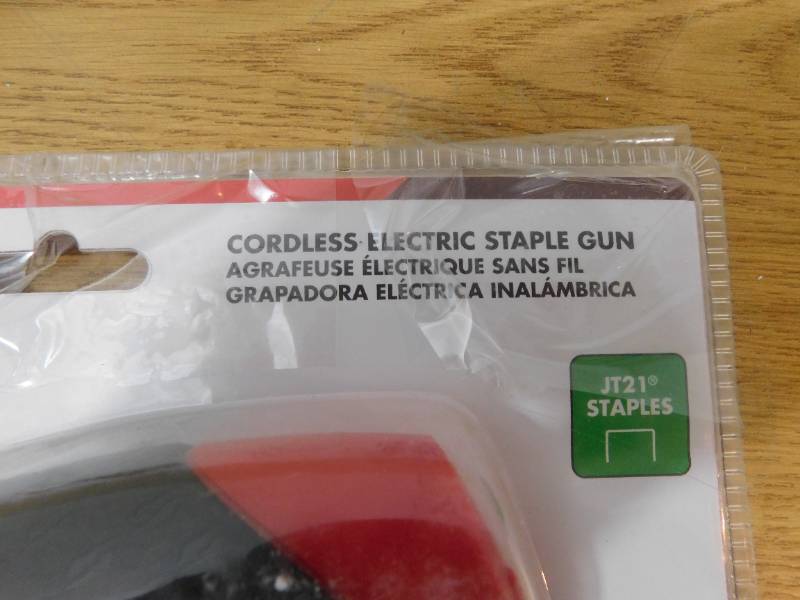 CORDLESS ELECTRIC STAPLE GUN
AGRAFEUSE ÉLECTRIQUE SANS FIL
GRAPADORA ELÉCTRICA INALÁMBRICA
JT21®
STAPLES